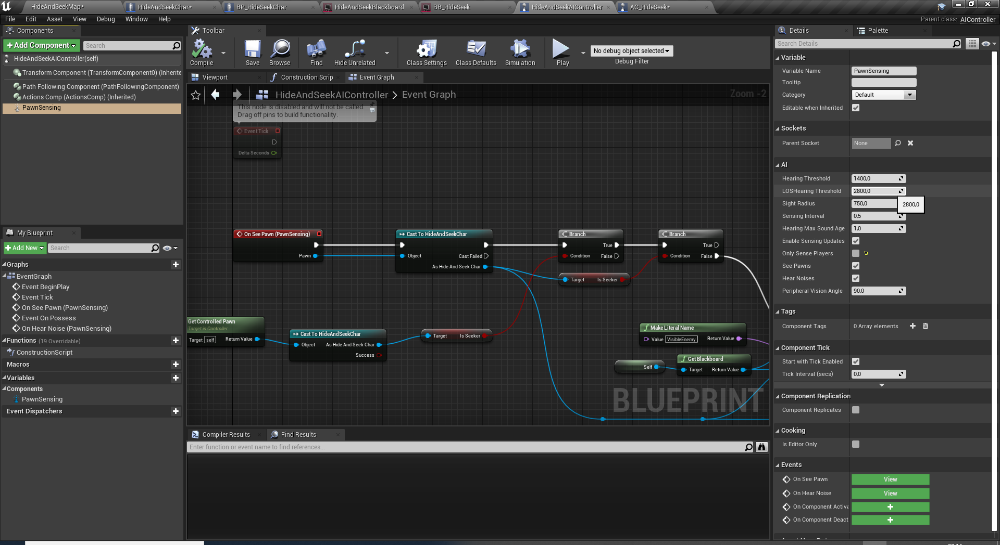 HideAndSeekMap*
HideAndSeekChar*
BP_HideSeekChar
HideAndSeekBlackboard
BB_HideSeek
HideAndSeekAIController
AC_HideSeek*
File Edit Asset View Debug Window Help
Parent class: AIController
Components
+Add Component
Search
HideAndSeekAIController(self)
Transform Component (TransformComponent0) (Inherite
Path Following Component (PathFollowingComponent)
Actions Comp (ActionsComp) (Inherited)
PawnSensing
My Blueprint
+Add New
Search
Graphs
EventGraph
Event BeginPlay
Event Tick
On See Pawn (PawnSensing)
Event On Possess
On Hear Noise (PawnSensing)
Functions (19 Overridable)
ConstructionScript
Macros
Variables
Components
PawnSensing
Event Dispatchers
Toolbar
Compile
Save
Browse
Find
Hide Unrelated
Class Settings
Class Defaults
Simulation
Play
No debug object selected
Debug Filter
Viewport
Construction Scrip
Event Graph
HideAndSeekAIController > Event Graph
Zoom -2
This node is disabled and will not be called.
Drag off pins to build functionality.
Event Tick
Delta Seconds
On See Pawn (PawnSensing)
Pawn
Cast To HideAndSeekChar
Object
Cast Failed
As Hide And Seek Char
Branch
True
Condition
False
Branch
True
Condition
False
Target Is Seeker
Get Controlled Pawn
Target is Controller
Target self
Return Value
Cast To HideAndSeekChar
Object
As Hide And Seek Char
Success
Target Is Seeker
Make Literal Name
Value VisibleEnemy
Return Value
Self
Get Blackboard
Target Return Value
BLUEPRINT
Compiler Results
Find Results
Enter function or event name to find references...
Details
Palette
Search Details
Variable
Variable Name PawnSensing
Tooltip
Category Default
Editable when Inherited
Sockets
Parent Socket None
AI
Hearing Threshold 1400,0
LOSHearing Threshold 2800,0
Sight Radius 750,0
2800,0
Sensing Interval 0,5
Hearing Max Sound Age 1,0
Enable Sensing Updates
Only Sense Players
See Pawns
Hear Noises
Peripheral Vision Angle 90,0
Tags
Component Tags 0 Array elements
Component Tick
Start with Tick Enabled
Tick Interval (secs) 0,0
Component Replication
Component Replicates
Cooking
Is Editor Only
Events
On See Pawn View
On Hear Noise View
On Component Activa
On Component Deact